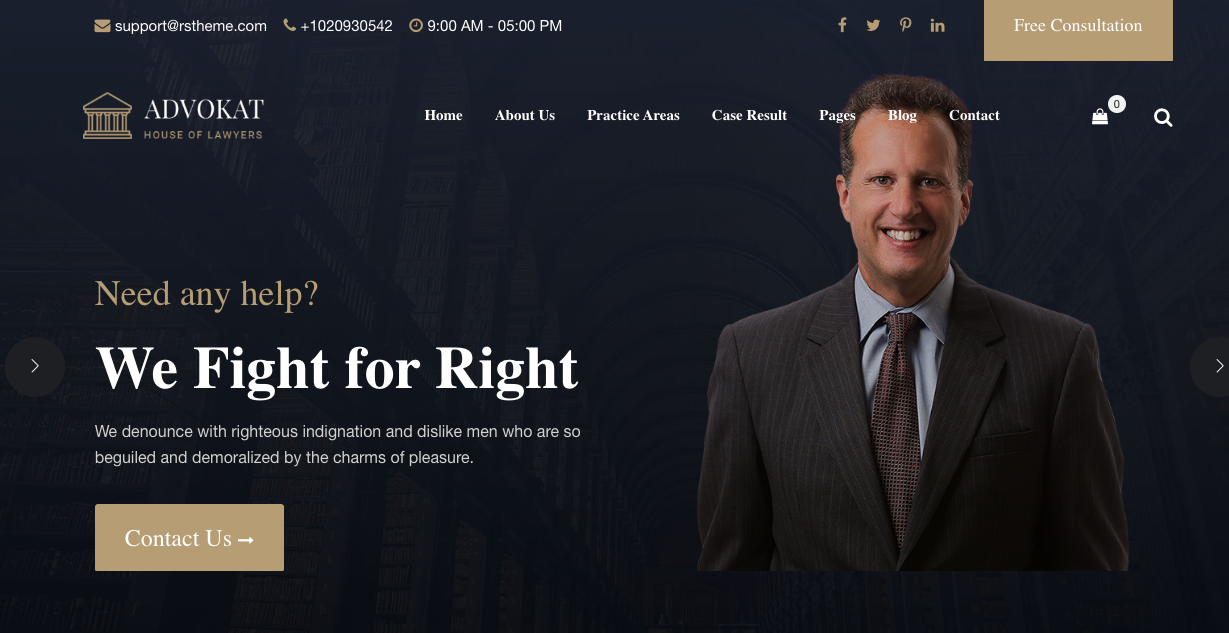 support@rstheme.com +1020930542 9:00 AM - 05:00 PM Free Consultation
ADVOKAT
HOUSE OF LAWYERS
Home About Us Practice Areas Case Result Pages Blog Contact 0
Need any help?
We Fight for Right
We denounce with righteous indignation and dislike men who are so
beguiled and demoralized by the charms of pleasure.
Contact Us